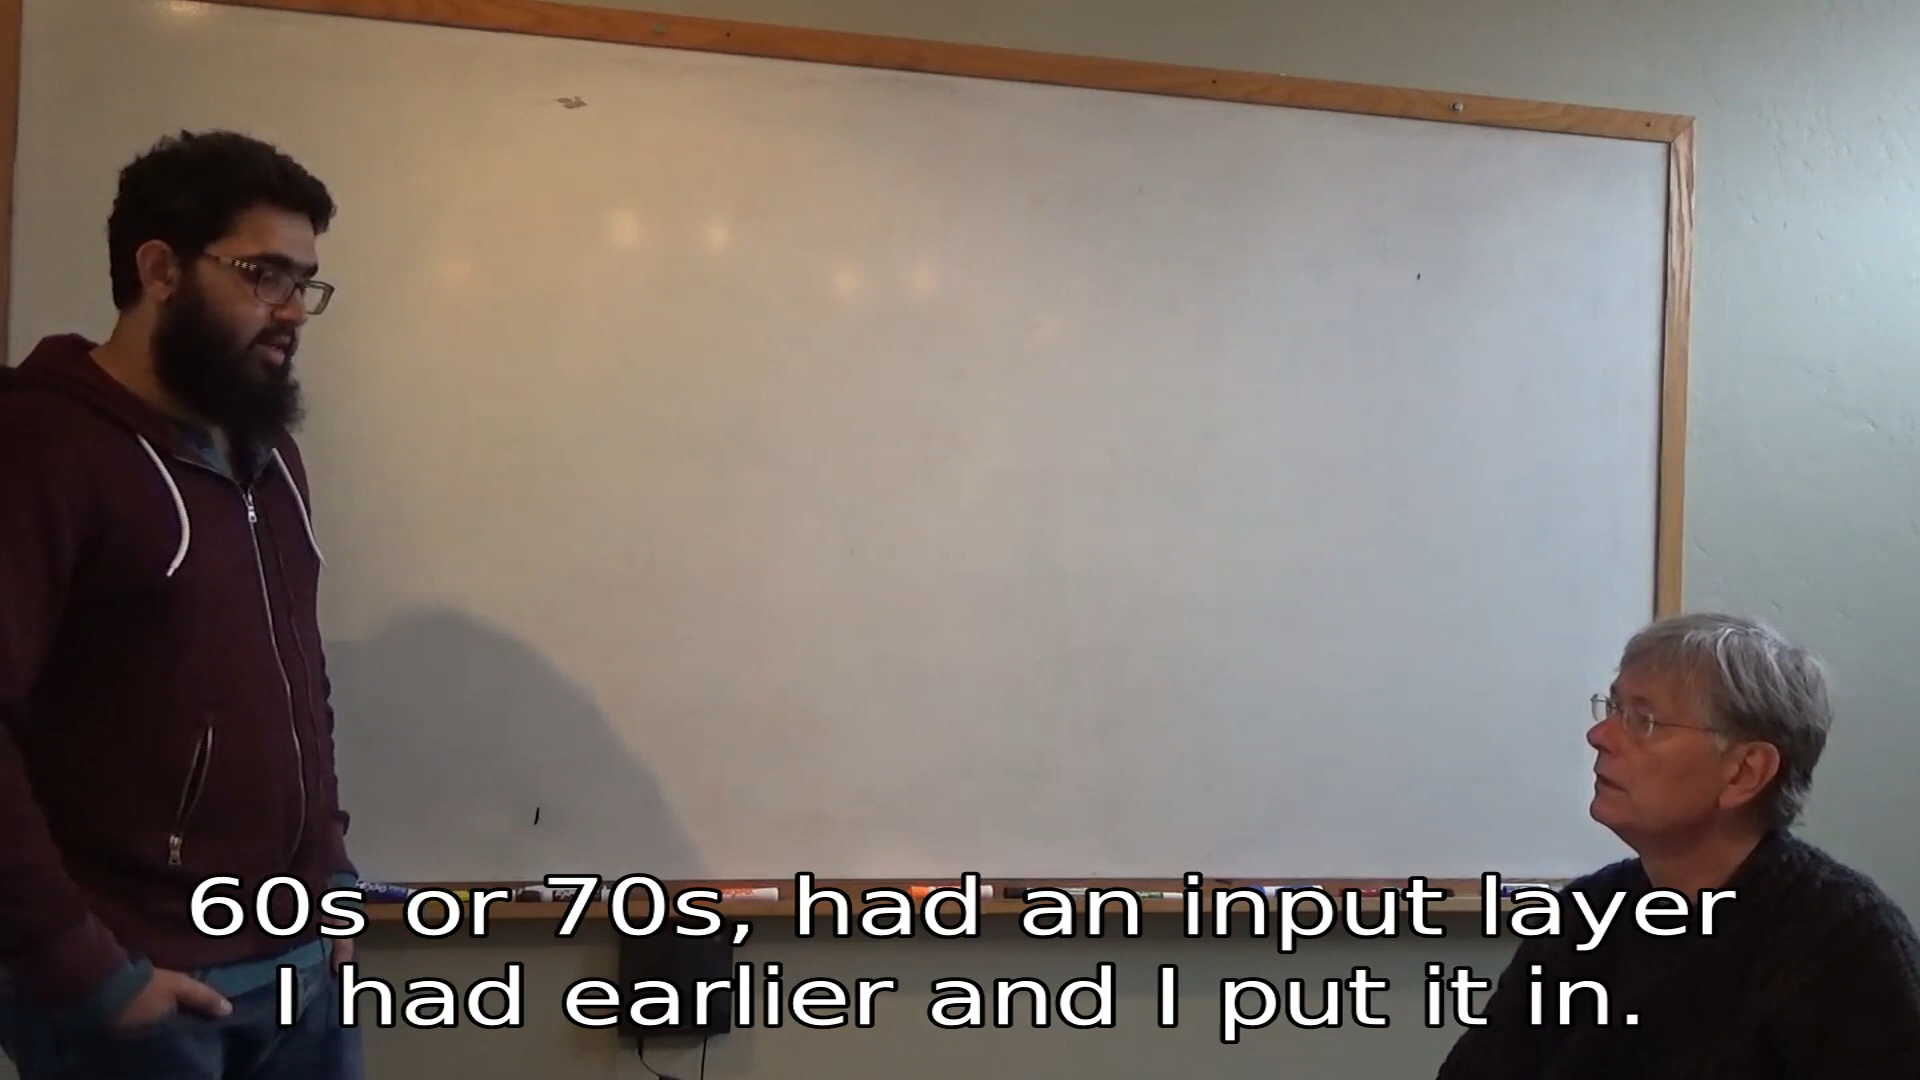 60s or 70s, had an input layer
I had earlier and I put it in.